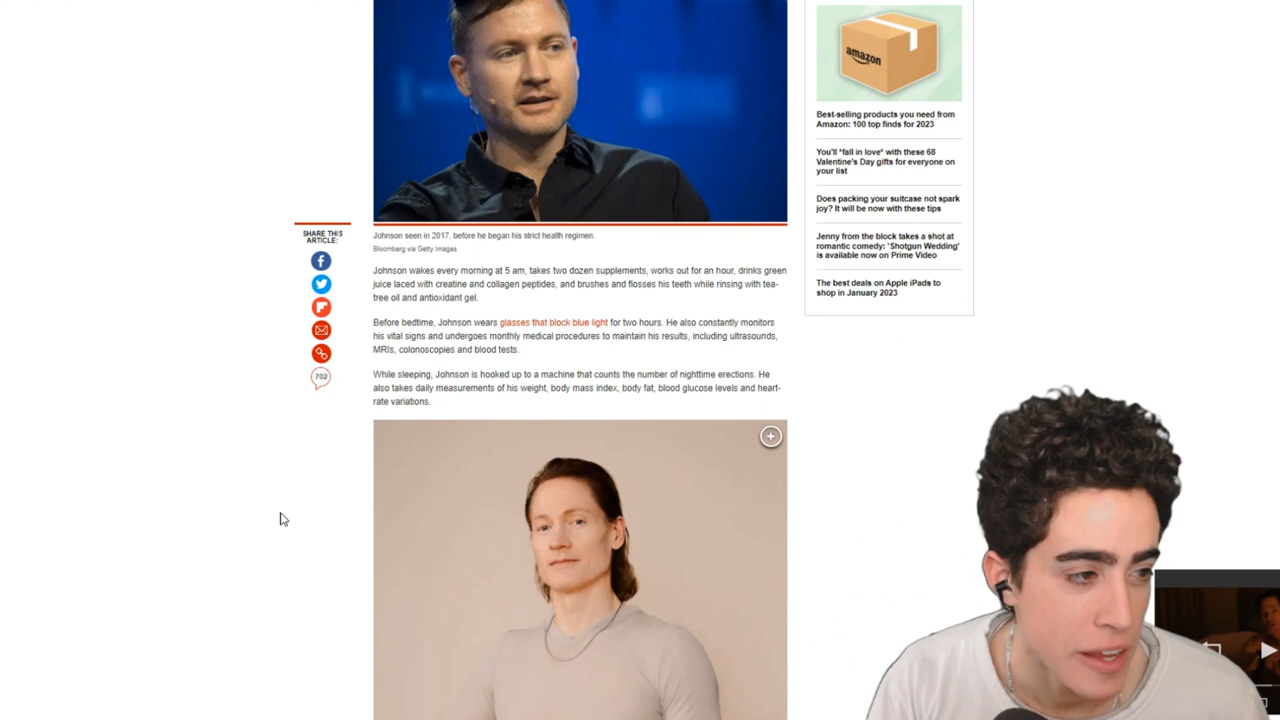 amazon
Best-selling products you need from
Amazon: 100 top finds for 2023
You'll *fall in love* with these 68
Valentine's Day gifts for everyone on
your list
Does packing your suitcase not spark
joy? It will be now with these tips
Jenny from the block takes a shot at
romantic comedy: 'Shotgun Wedding'
is available now on Prime Video
The best deals on Apple iPads to
shop in January 2023
SHARE THIS
ARTICLE:
702
Johnson seen in 2017, before he began his strict health regimen.
Bloomberg via Getty Images
Johnson wakes every morning at 5 am, takes two dozen supplements, works out for an hour, drinks green
juice laced with creatine and collagen peptides, and brushes and flosses his teeth while rinsing with tea-
tree oil and antioxidant gel.
Before bedtime, Johnson wears glasses that block blue light for two hours. He also constantly monitors
his vital signs and undergoes monthly medical procedures to maintain his results, including ultrasounds,
MRIs, colonoscopies and blood tests.
While sleeping, Johnson is hooked up to a machine that counts the number of nighttime erections. He
also takes daily measurements of his weight, body mass index, body fat, blood glucose levels and heart-
rate variations.